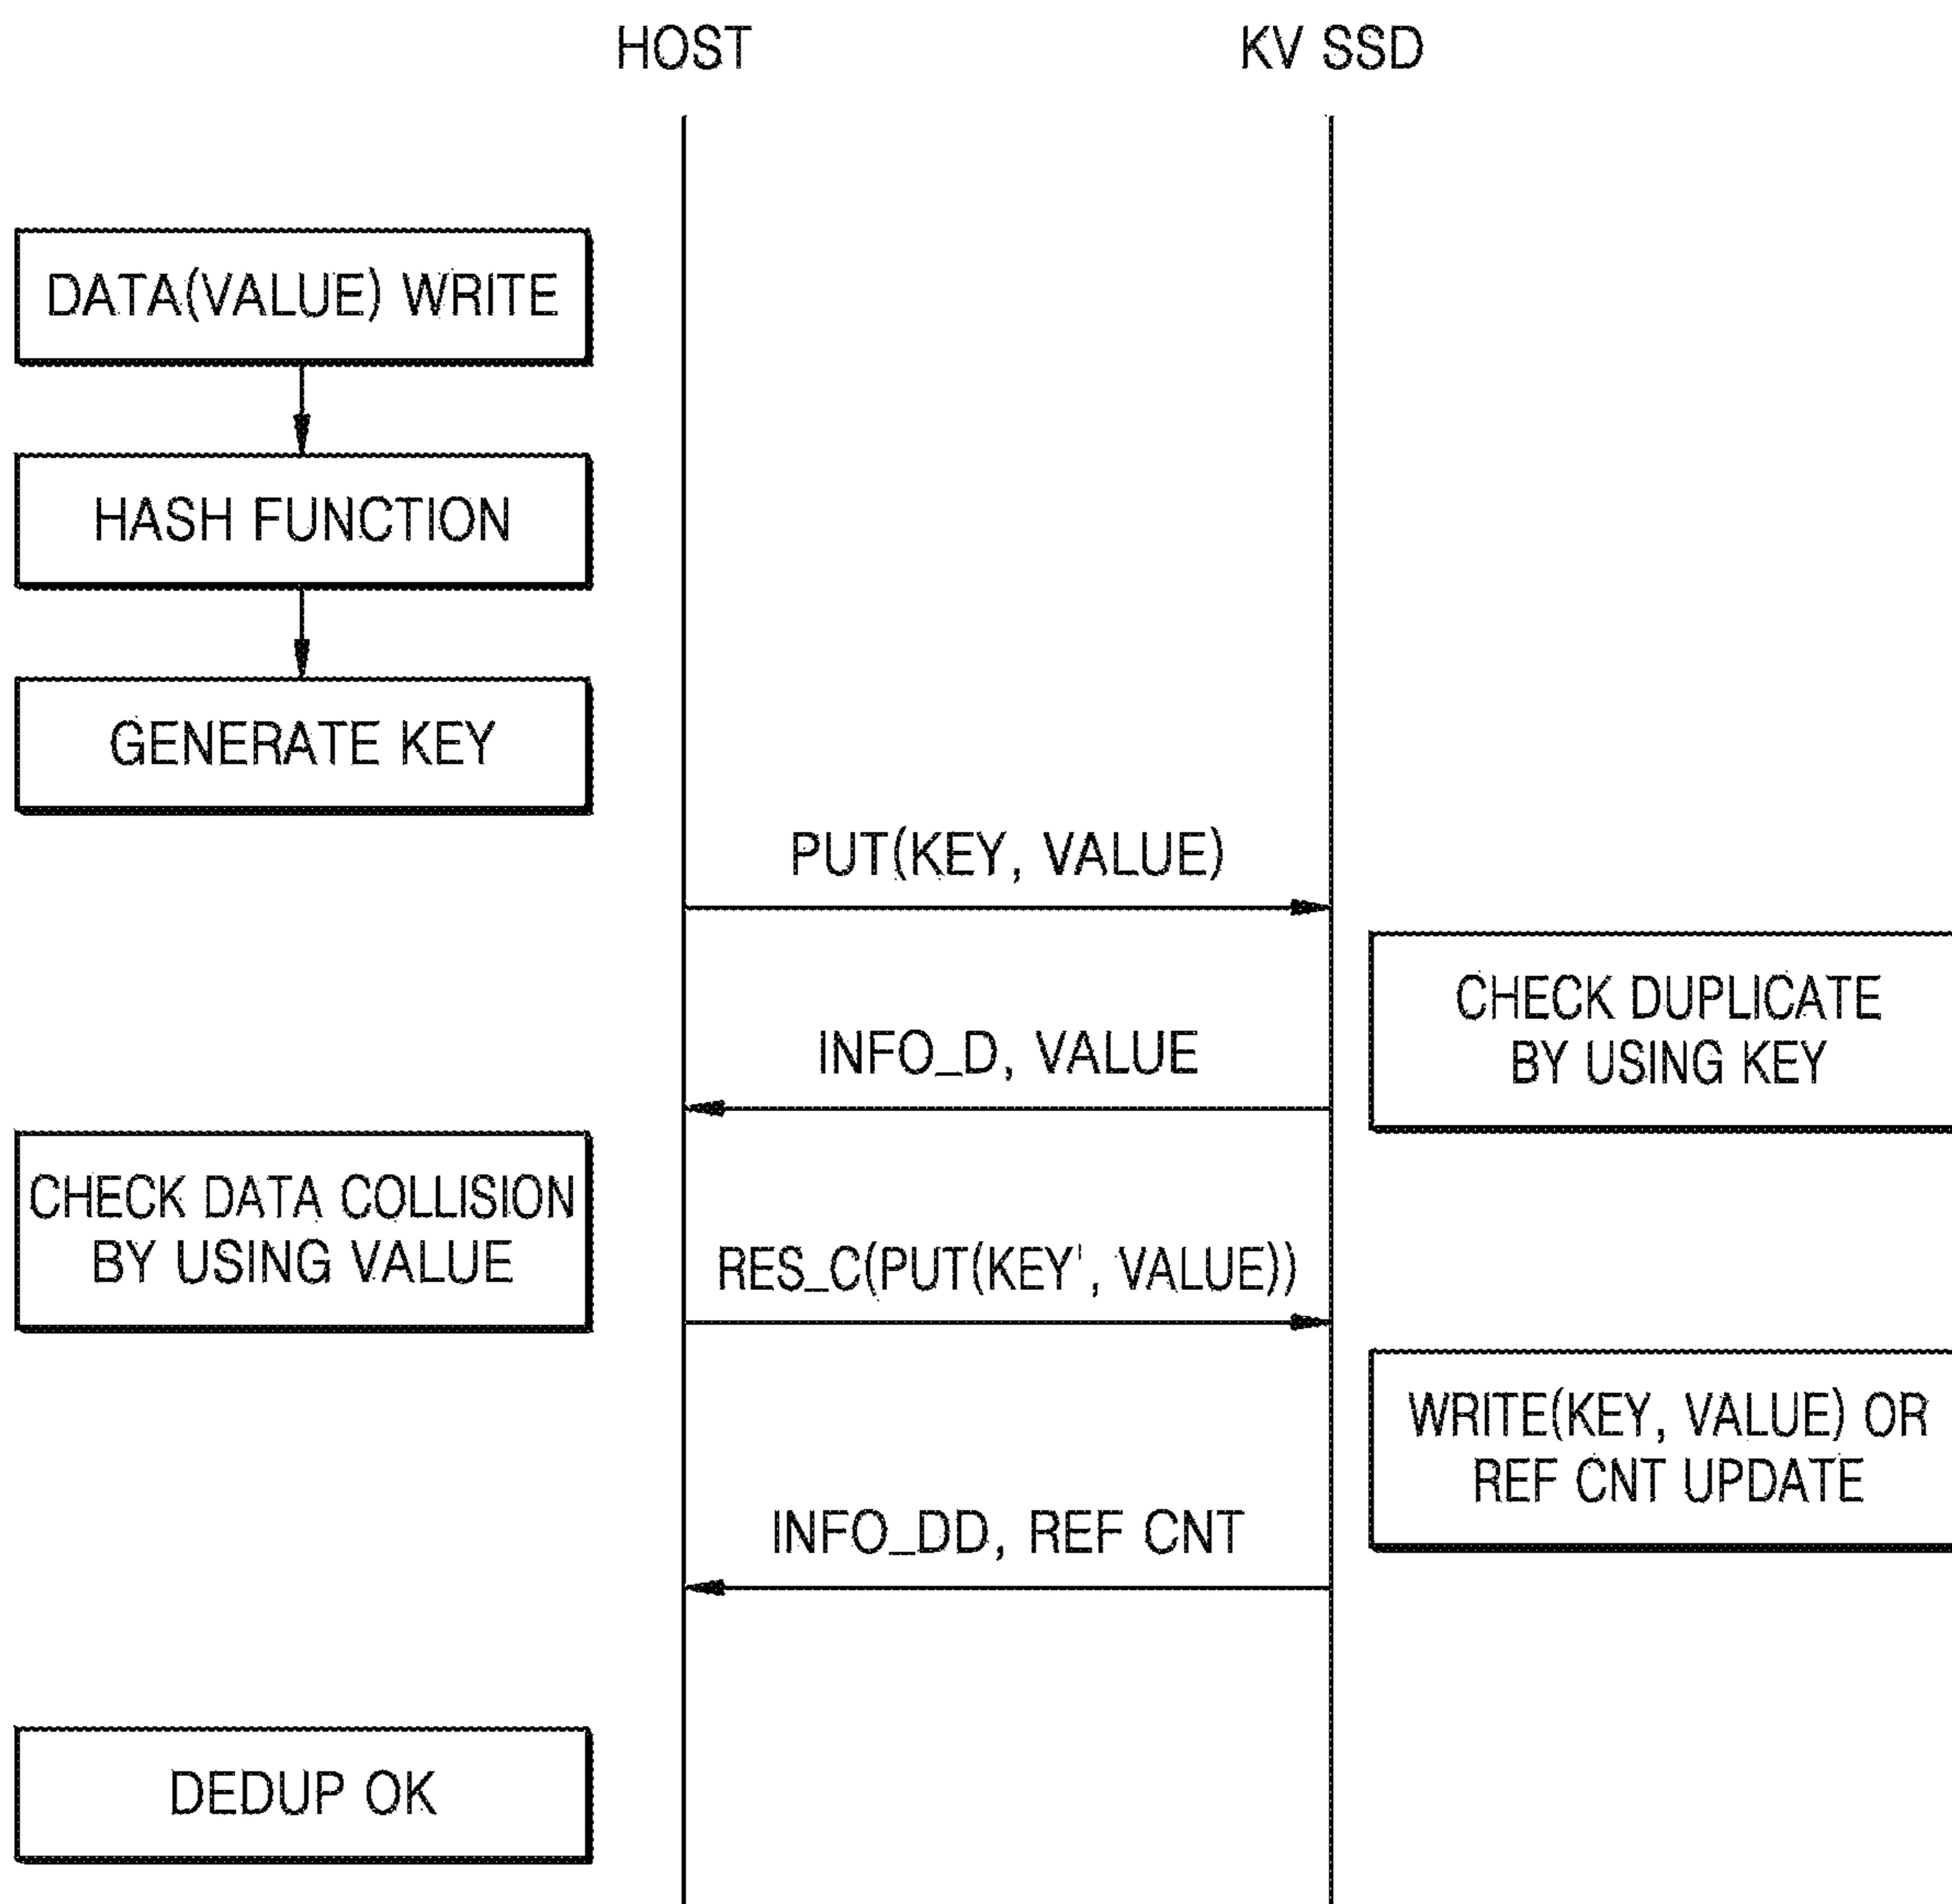 HOST
KV SSD
DATA(VALUE) WRITE
HASH FUNCTION
GENERATE KEY
PUT(KEY, VALUE)
CHECK DUPLICATE
BY USING KEY
INFO_D, VALUE
CHECK DATA COLLISION
BY USING VALUE
RES_C(PUT(KEY', VALUE))
WRITE(KEY, VALUE) OR
REF CNT UPDATE
INFO_DD, REF CNT
DEDUP OK